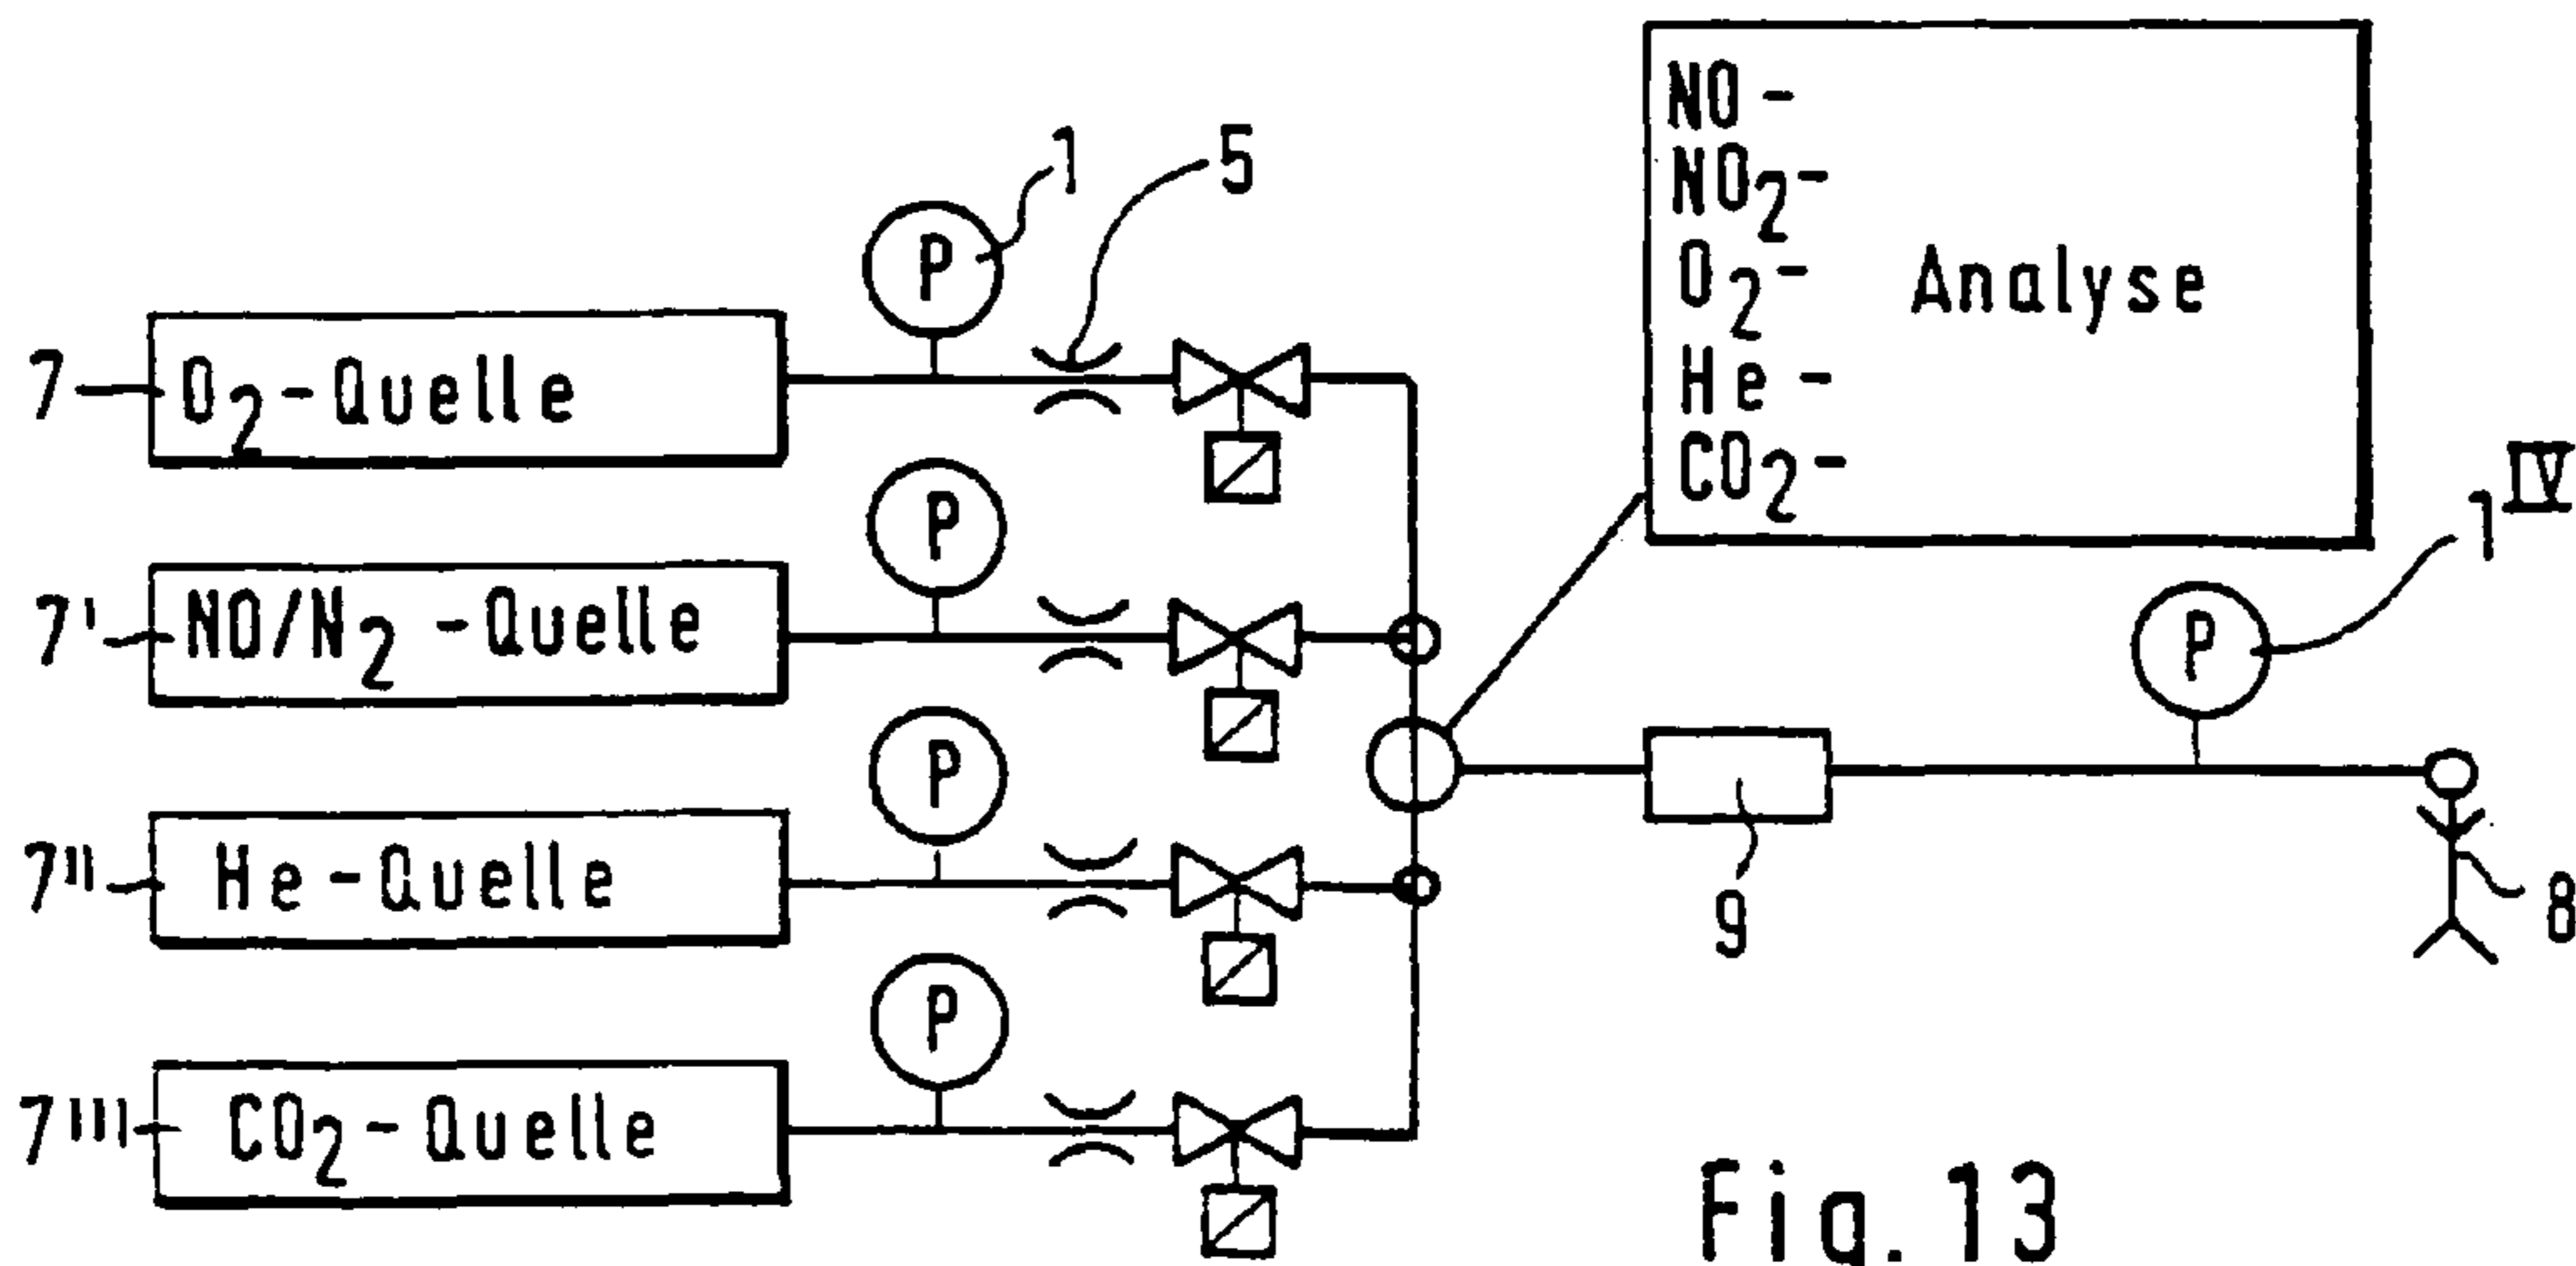 1
5
P
7
O2-Quelle
P
7'
NO/N2 -Quelle
P
7''
He-Quelle
P
7'''
CO2-Quelle
NO-
NO2-
O2-
Analyse
He-
CO2-
1IV
P
9
8
Fig. 13